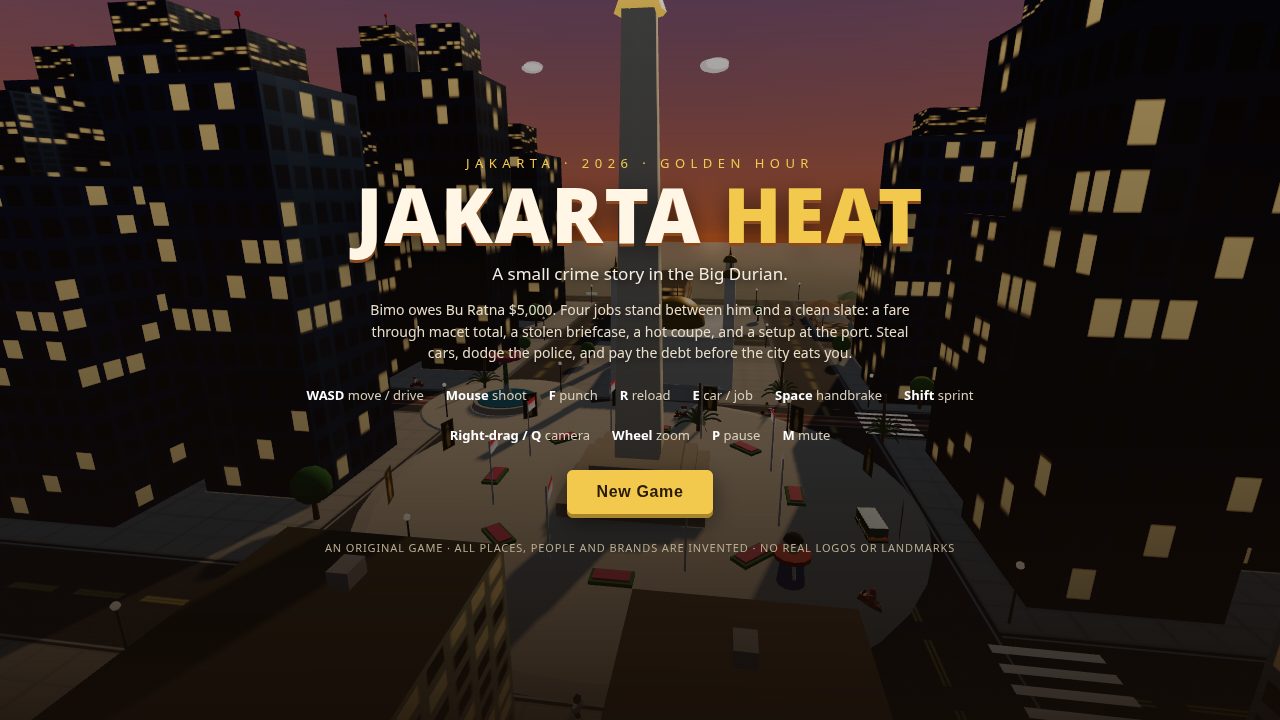 JAKARTA · 2026 · GOLDEN HOUR
JAKARTA HEAT
A small crime story in the Big Durian.
Bimo owes Bu Ratna $5,000. Four jobs stand between him and a clean slate: a fare
through macet total, a stolen briefcase, a hot coupe, and a setup at the port. Steal
cars, dodge the police, and pay the debt before the city eats you.
WASD move / drive Mouse shoot F punch R reload E car / job Space handbrake Shift sprint
Right-drag / Q camera Wheel zoom P pause M mute
New Game
AN ORIGINAL GAME · ALL PLACES, PEOPLE AND BRANDS ARE INVENTED · NO REAL LOGOS OR LANDMARKS